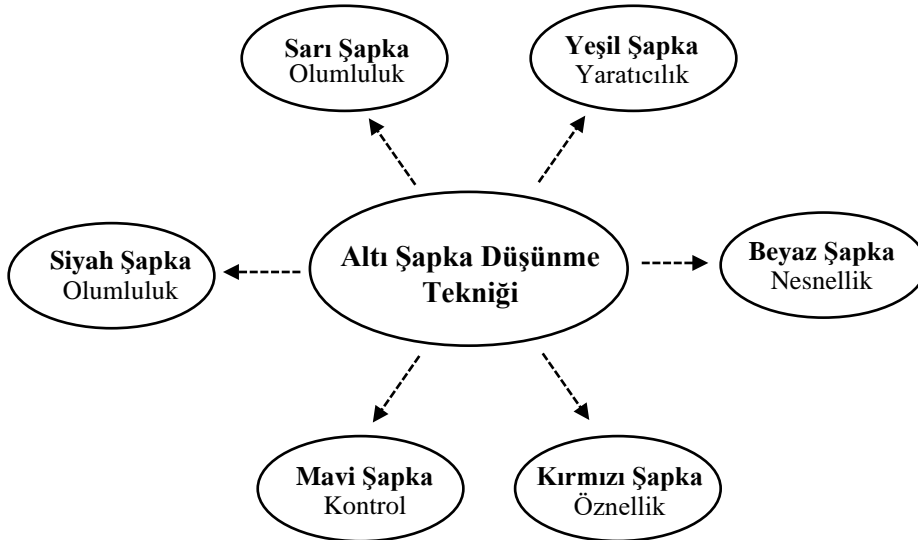 Sarı Şapka
Olumluluk
Yeşil Şapka
Yaratıcılık
Siyah Şapka
Olumluluk
Altı Şapka Düşünme
Tekniği
Beyaz Şapka
Nesnellik
Mavi Şapka
Kontrol
Kırmızı Şapka
Öznellik